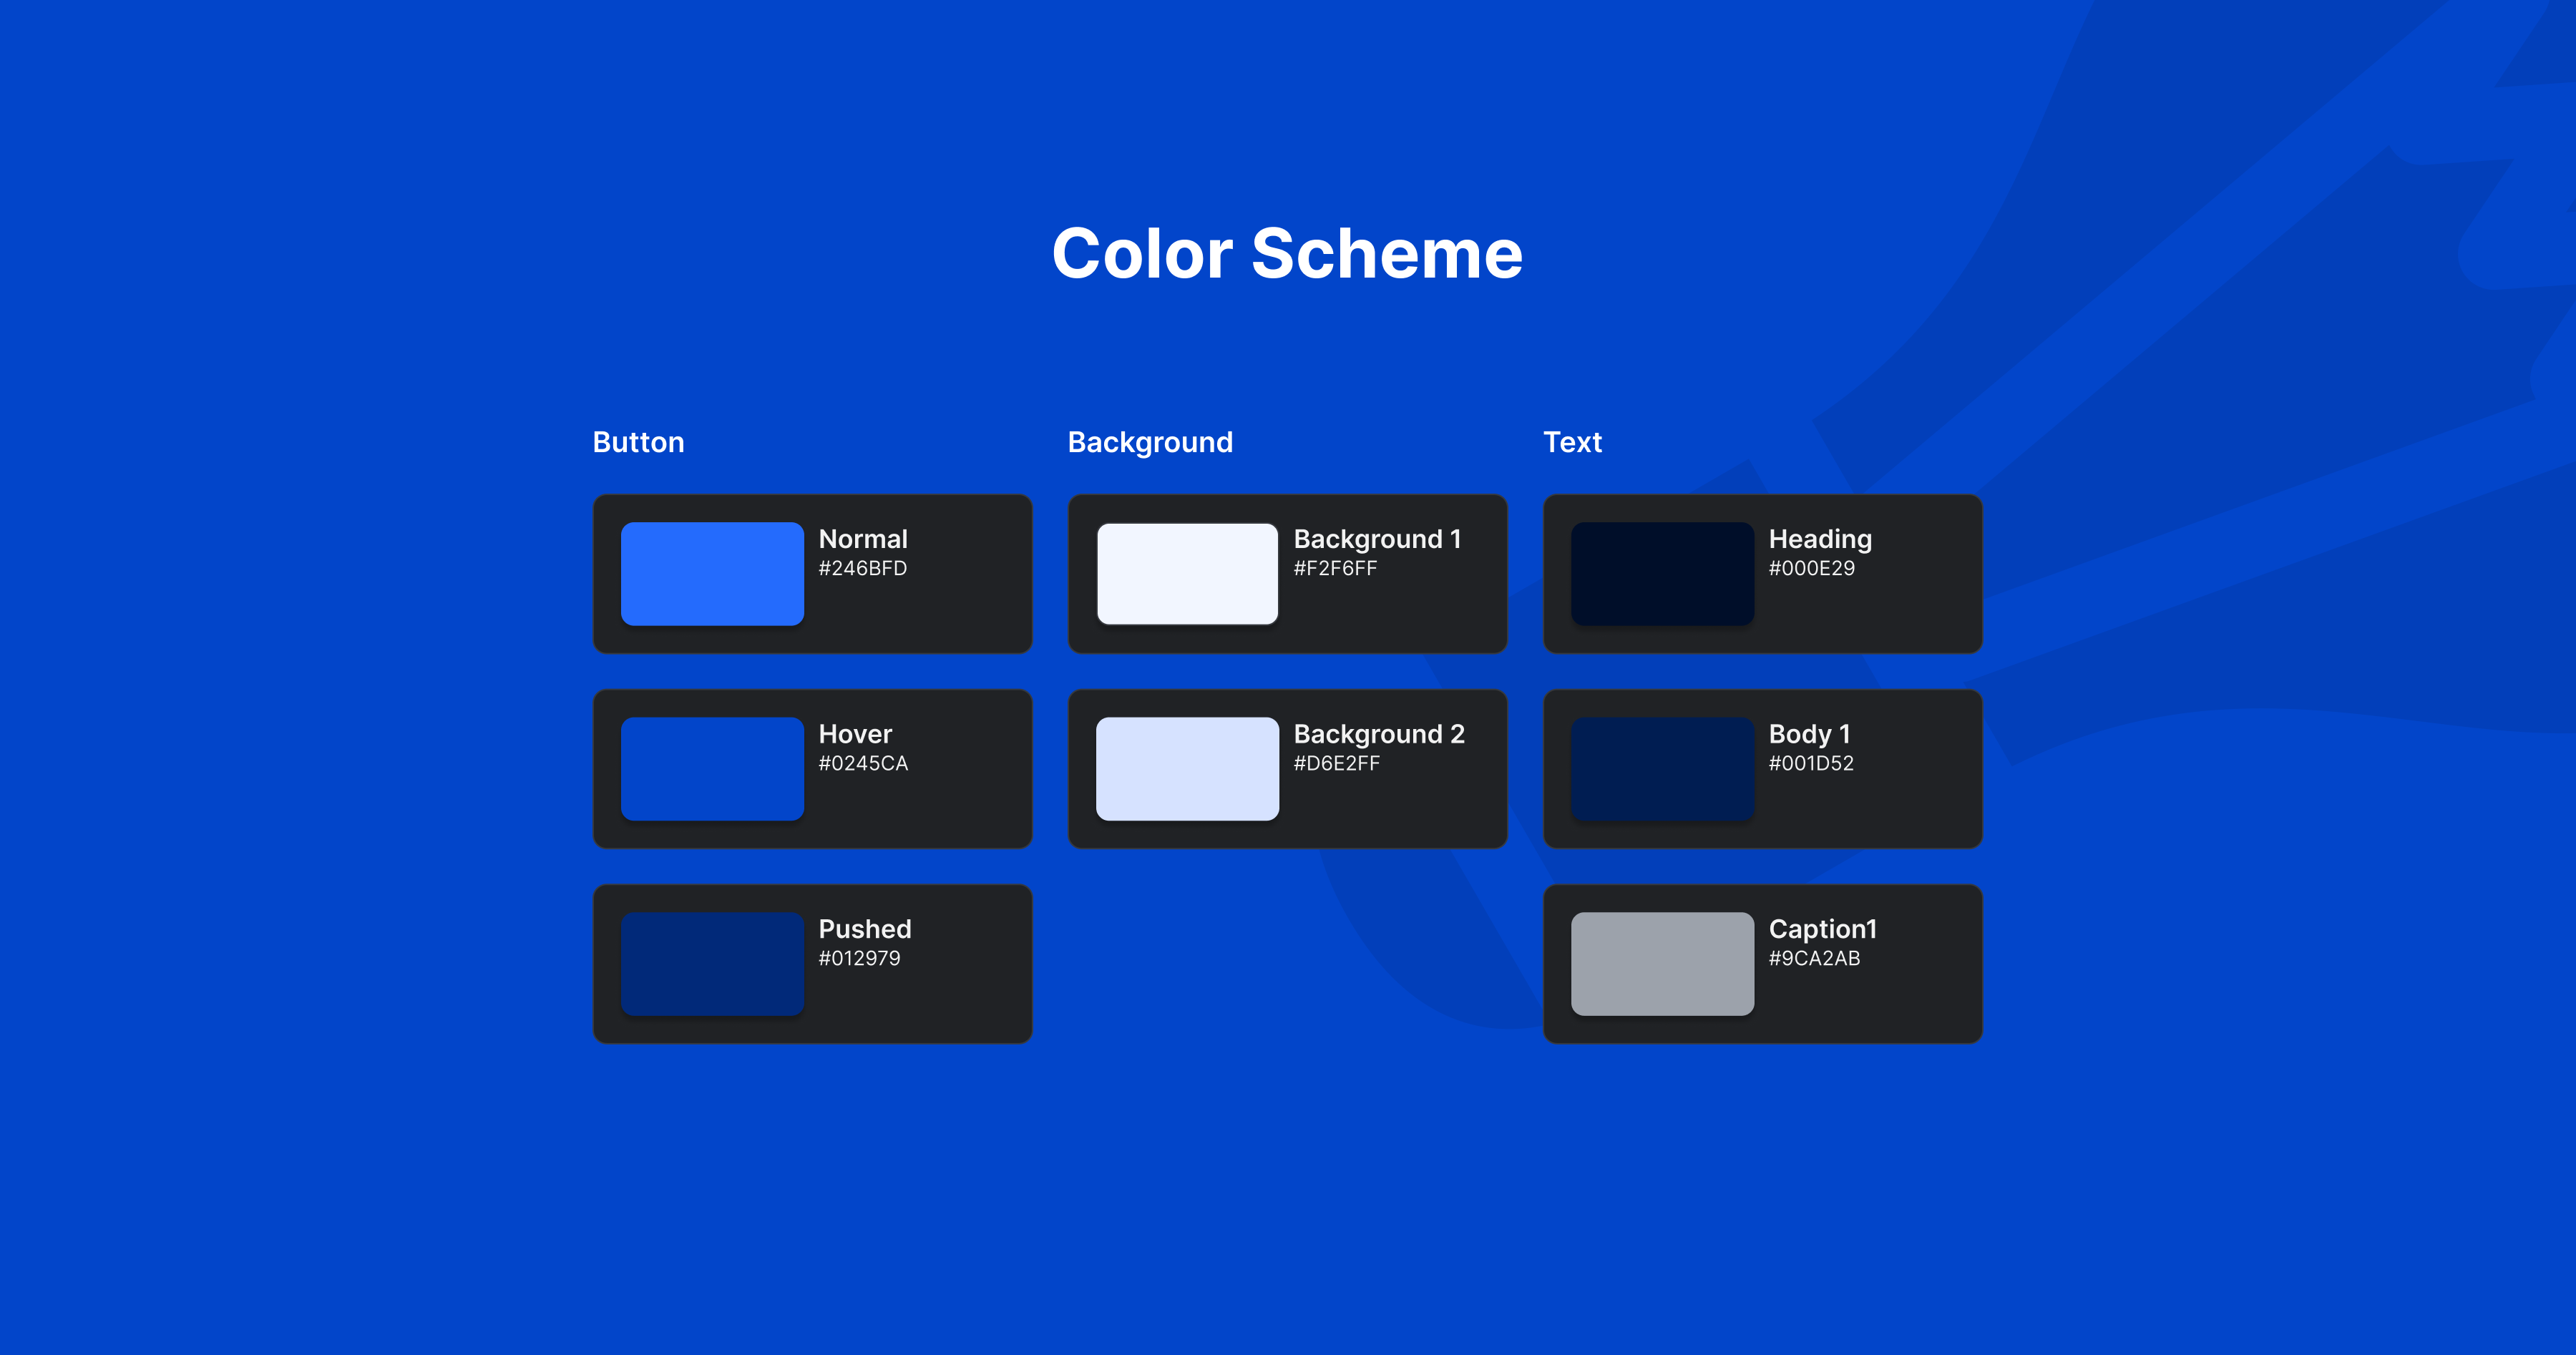 Color Scheme
Button
Normal
#246BFD
Hover
#0245CA
Pushed
#012979
Background
Background 1
#F2F6FF
Background 2
#D6E2FF
Text
Heading
#000E29
Body 1
#001D52
Caption1
#9CA2AB